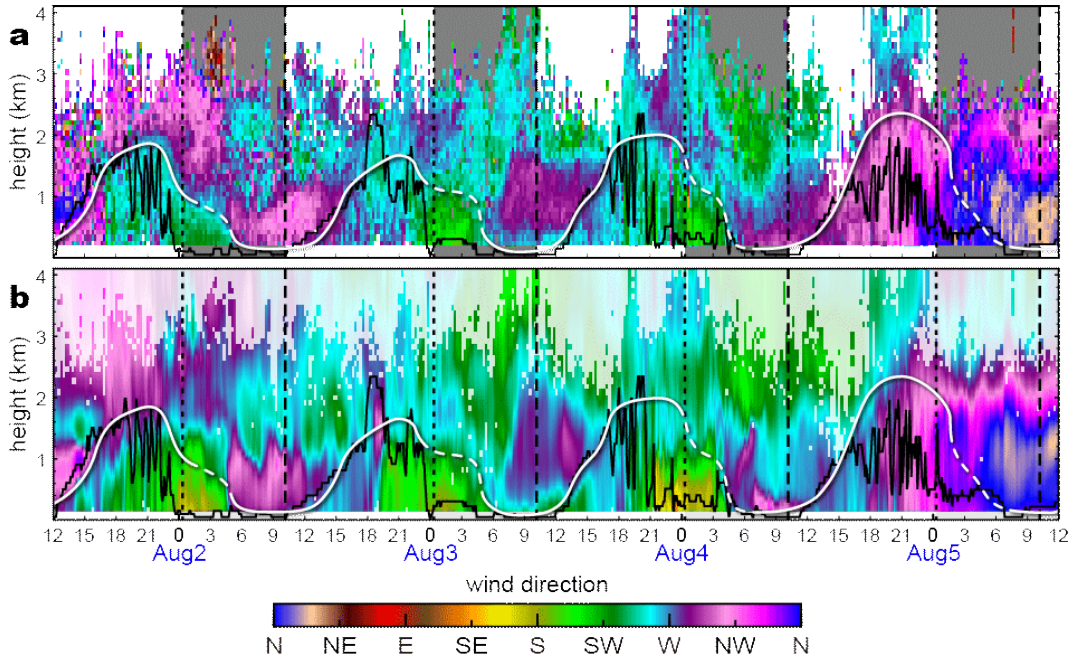 a
4
3
2
1
height (km)
b
4
3
2
1
height (km)
12 15 18 21 0 3 6 9 12 15 18 21 0 3 6 9 12 15 18 21 0 3 6 9 12 15 18 21 0 3 6 9 12
Aug2 Aug3 Aug4 Aug5
wind direction
N NE E SE S SW W NW N